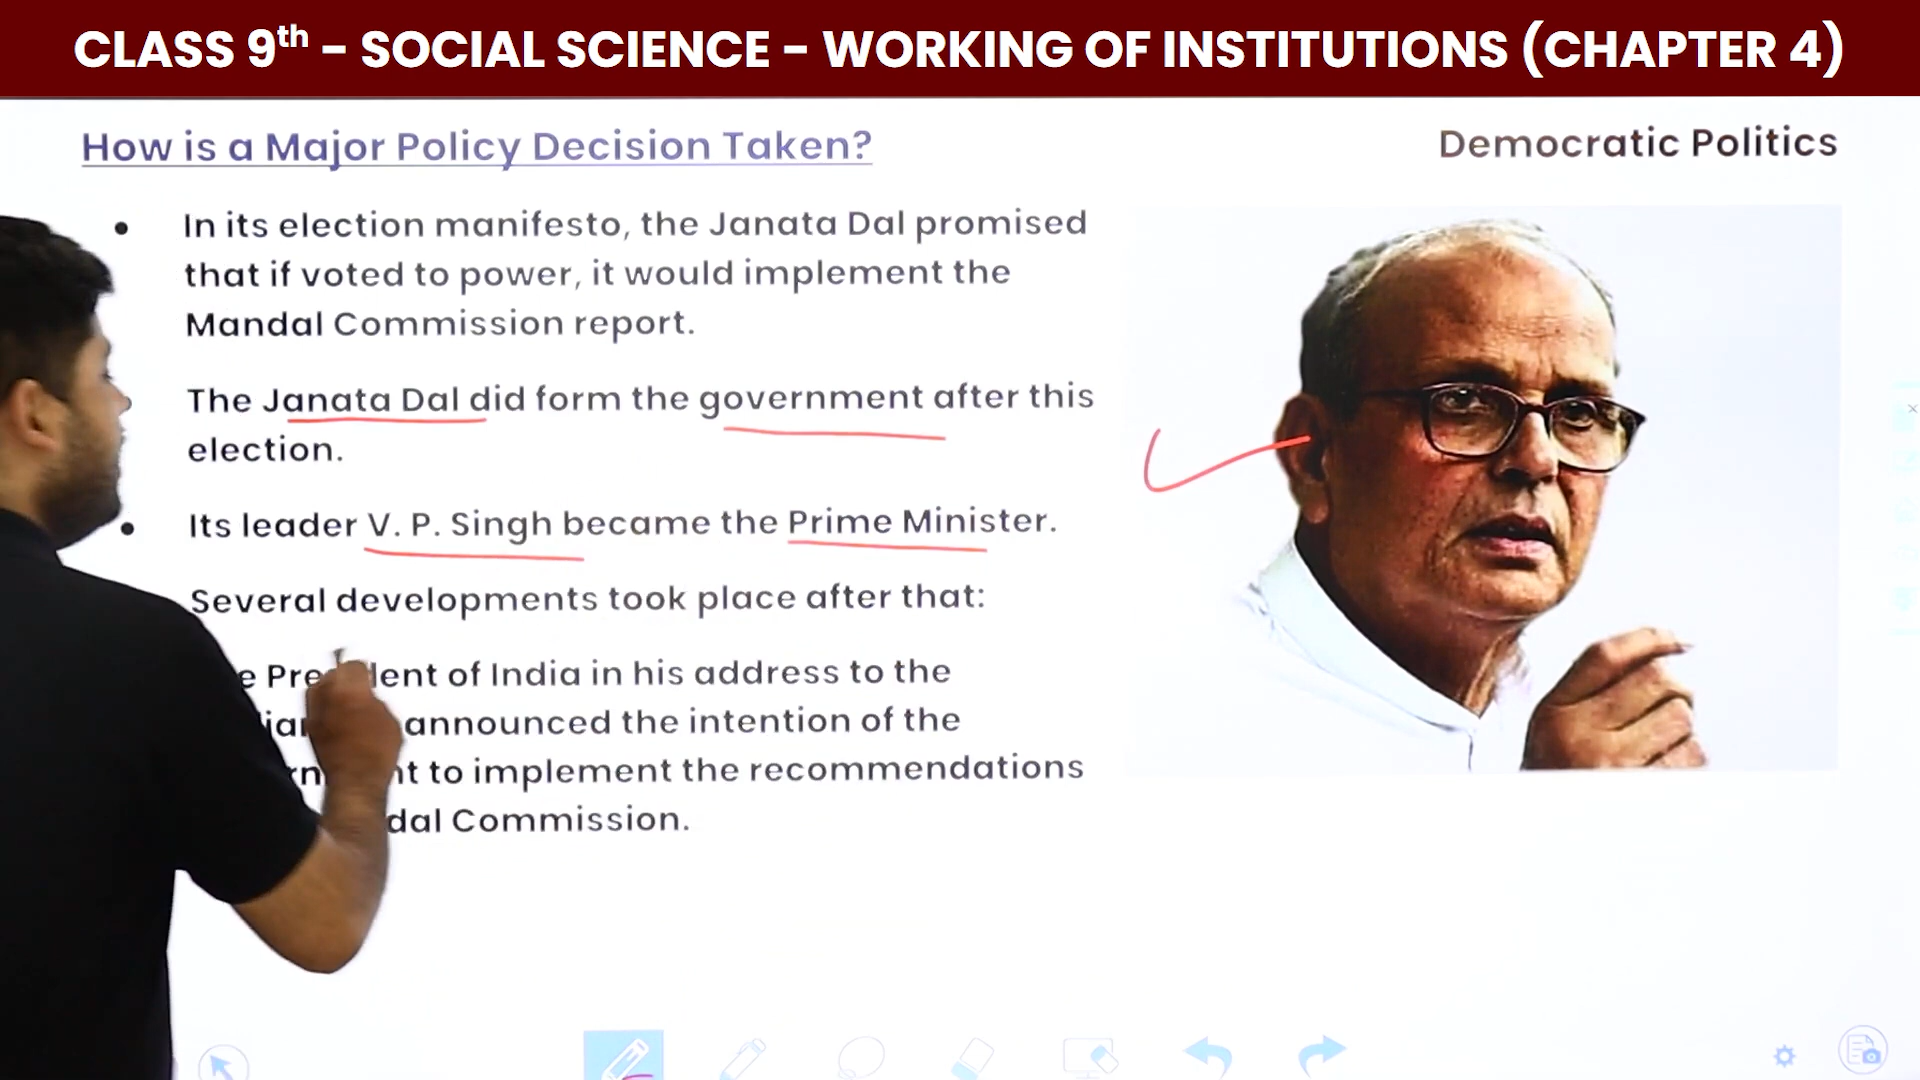 CLASS 9th – SOCIAL SCIENCE – WORKING OF INSTITUTIONS (CHAPTER 4)
How is a Major Policy Decision Taken?
Democratic Politics
• In its election manifesto, the Janata Dal promised
that if voted to power, it would implement the
Mandal Commission report.
The Janata Dal did form the government after this
election.
• Its leader V. P. Singh became the Prime Minister.
Several developments took place after that:
of India in his address to the
announced the intention of the
to implement the recommendations
Commission.